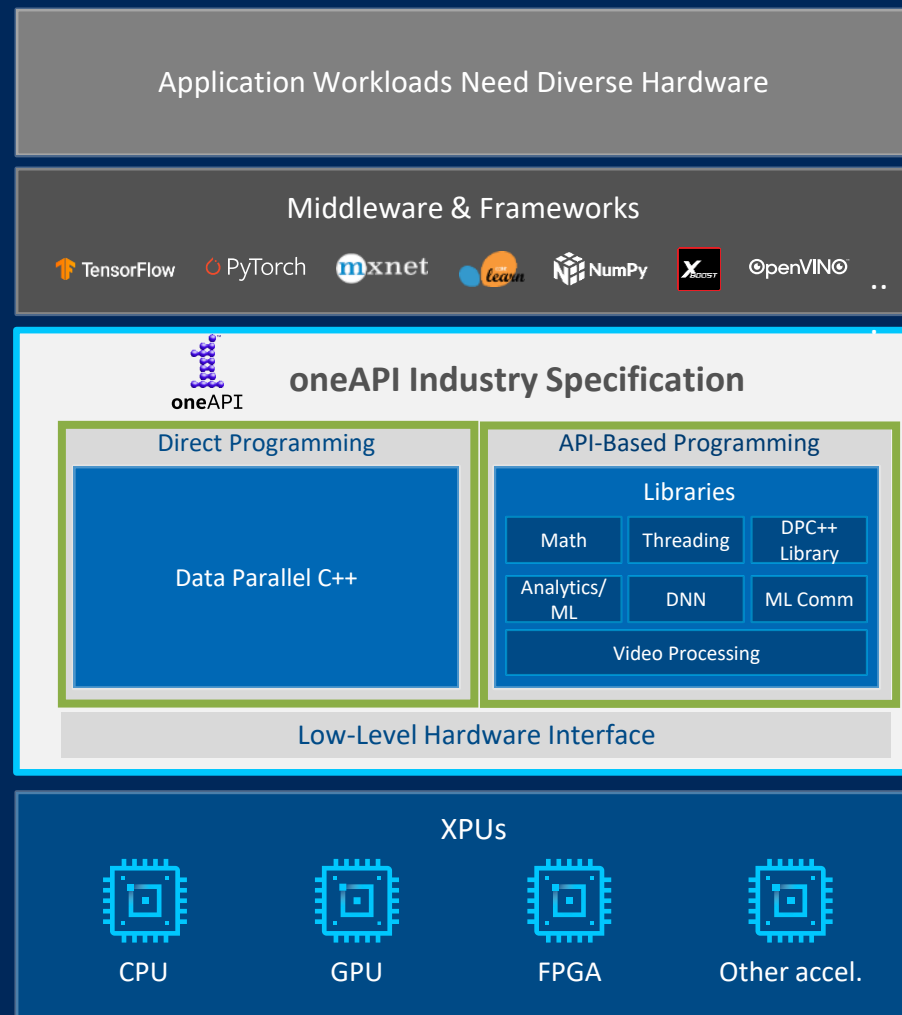 Application Workloads Need Diverse Hardware
Middleware & Frameworks
TensorFlow PyTorch mxnet learn NumPy XBOOST OpenVINO ..
.
oneAPI
oneAPI Industry Specification
Direct Programming
Data Parallel C++
API-Based Programming
Libraries
Math Threading DPC++
Library
Analytics/
ML
DNN ML Comm
Video Processing
Low-Level Hardware Interface
XPUs
CPU GPU FPGA Other accel.